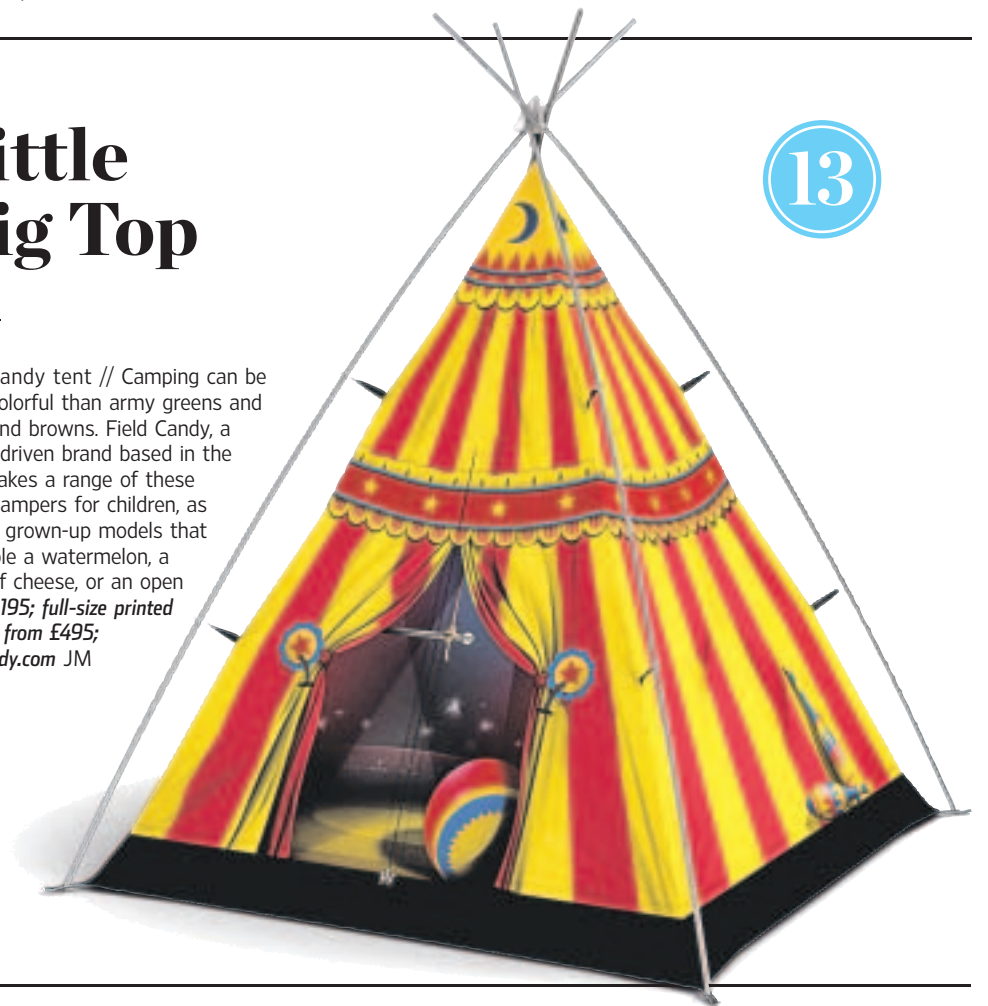 ittle
ig Top
andy tent // Camping can be
olorful than army greens and
nd browns. Field Candy, a
driven brand based in the
akes a range of these
ampers for children, as
grown-up models that
le a watermelon, a
f cheese, or an open
195; full-size printed
from £495;
dy.com JM
13